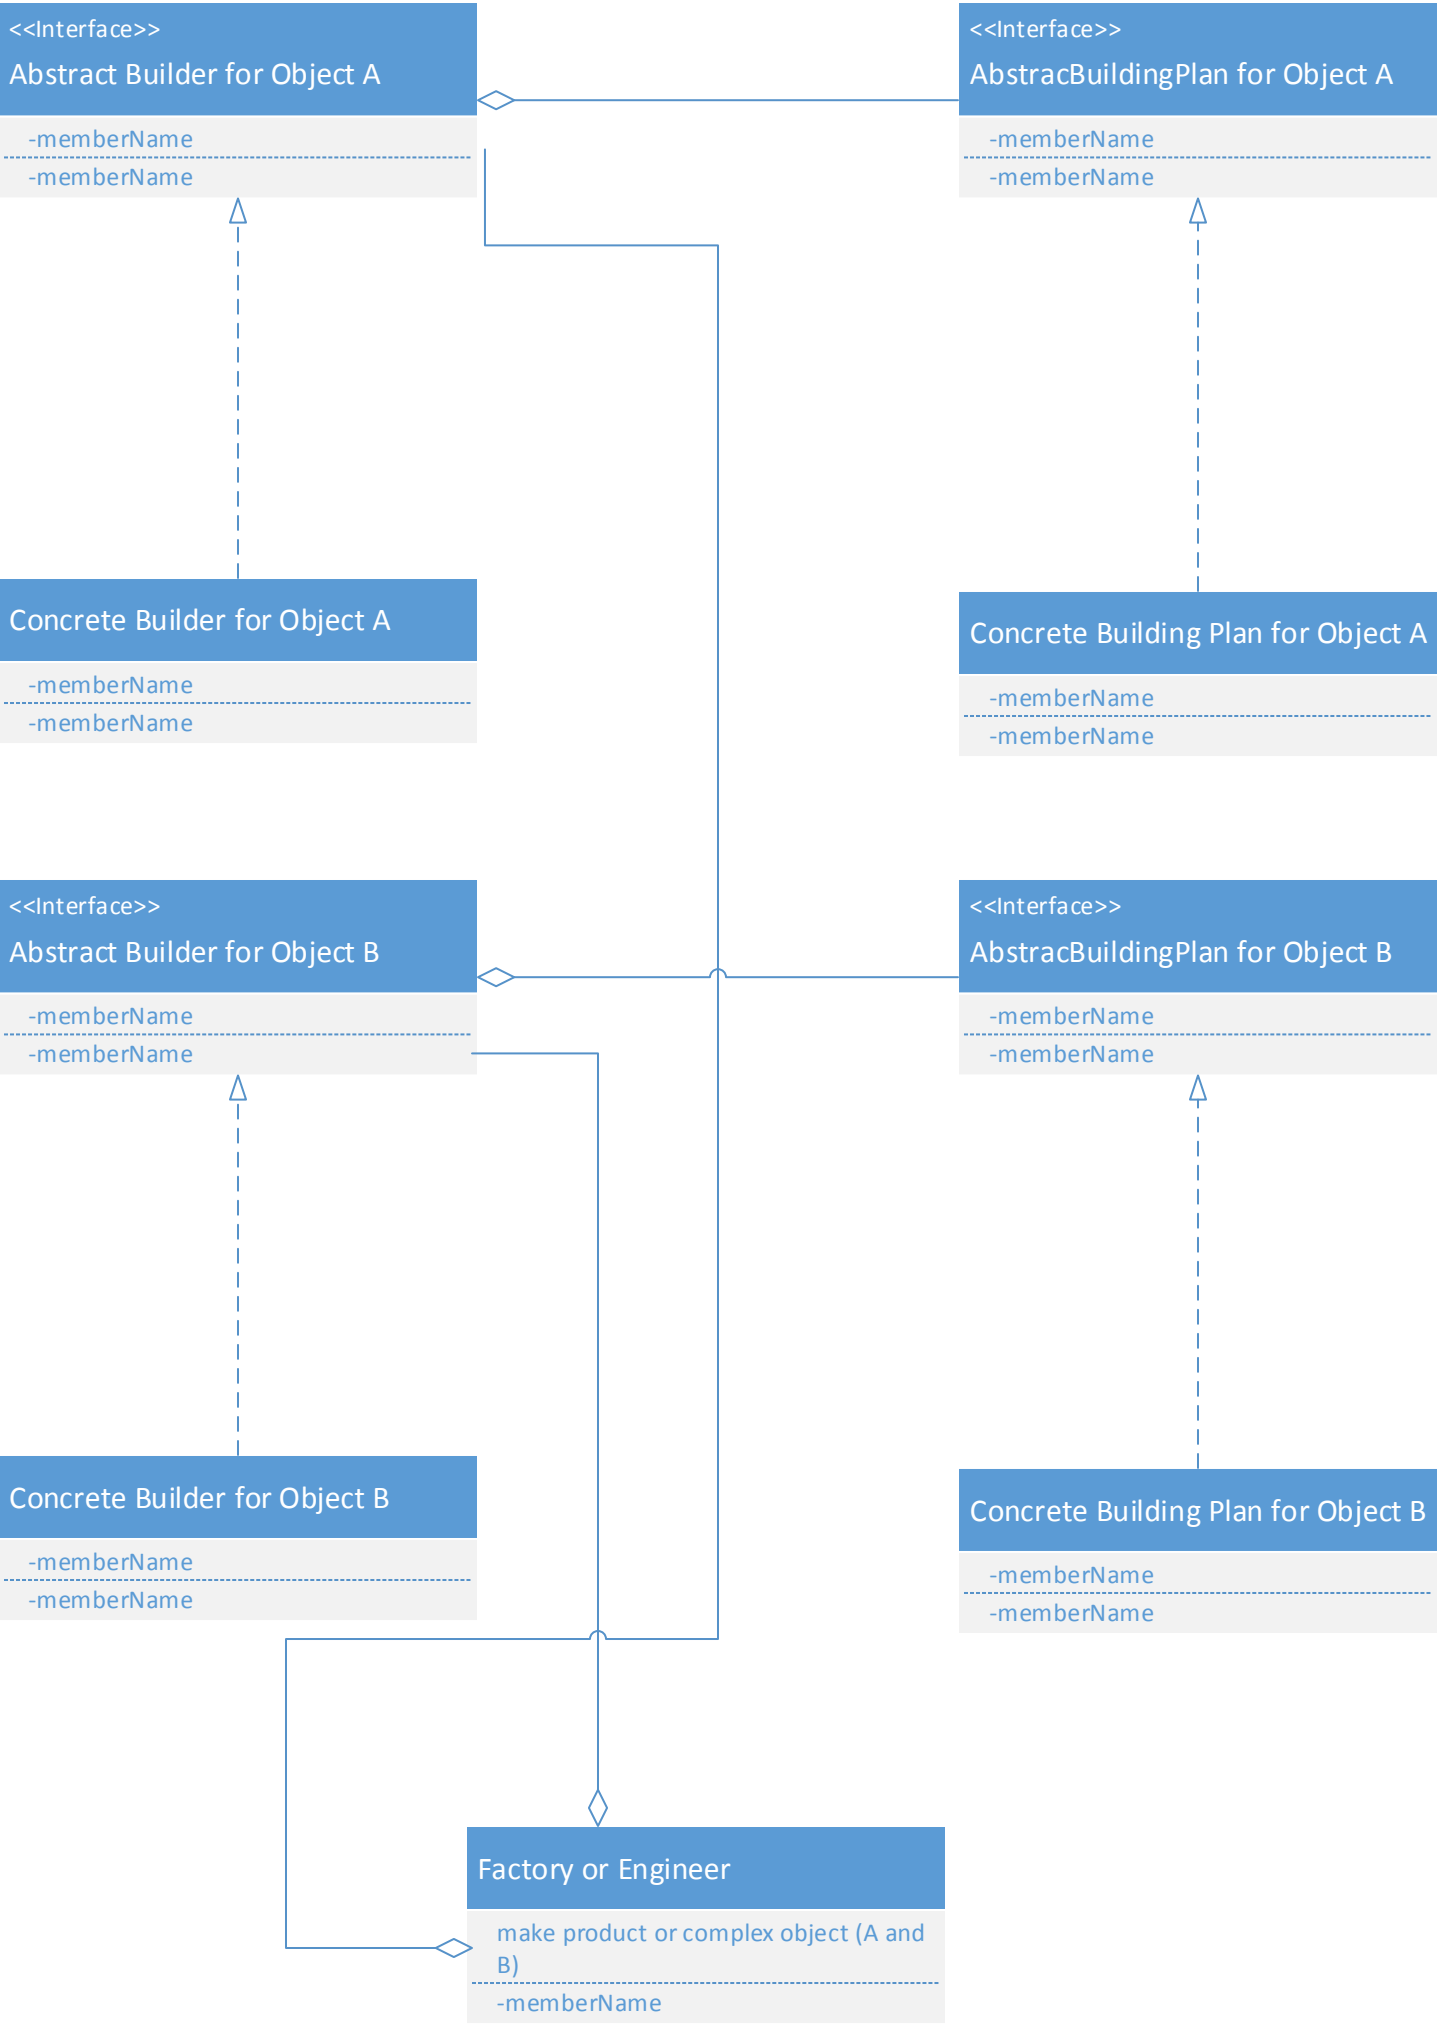 <<Interface>>
Abstract Builder for Object A
-memberName
-memberName
<<Interface>>
AbstracBuildingPlan for Object A
-memberName
-memberName
Concrete Builder for Object A
-memberName
-memberName
Concrete Building Plan for Object A
-memberName
-memberName
<<Interface>>
Abstract Builder for Object B
-memberName
-memberName
<<Interface>>
AbstracBuildingPlan for Object B
-memberName
-memberName
Concrete Builder for Object B
-memberName
-memberName
Concrete Building Plan for Object B
-memberName
-memberName
Factory or Engineer
make product or complex object (A and
B)
-memberName